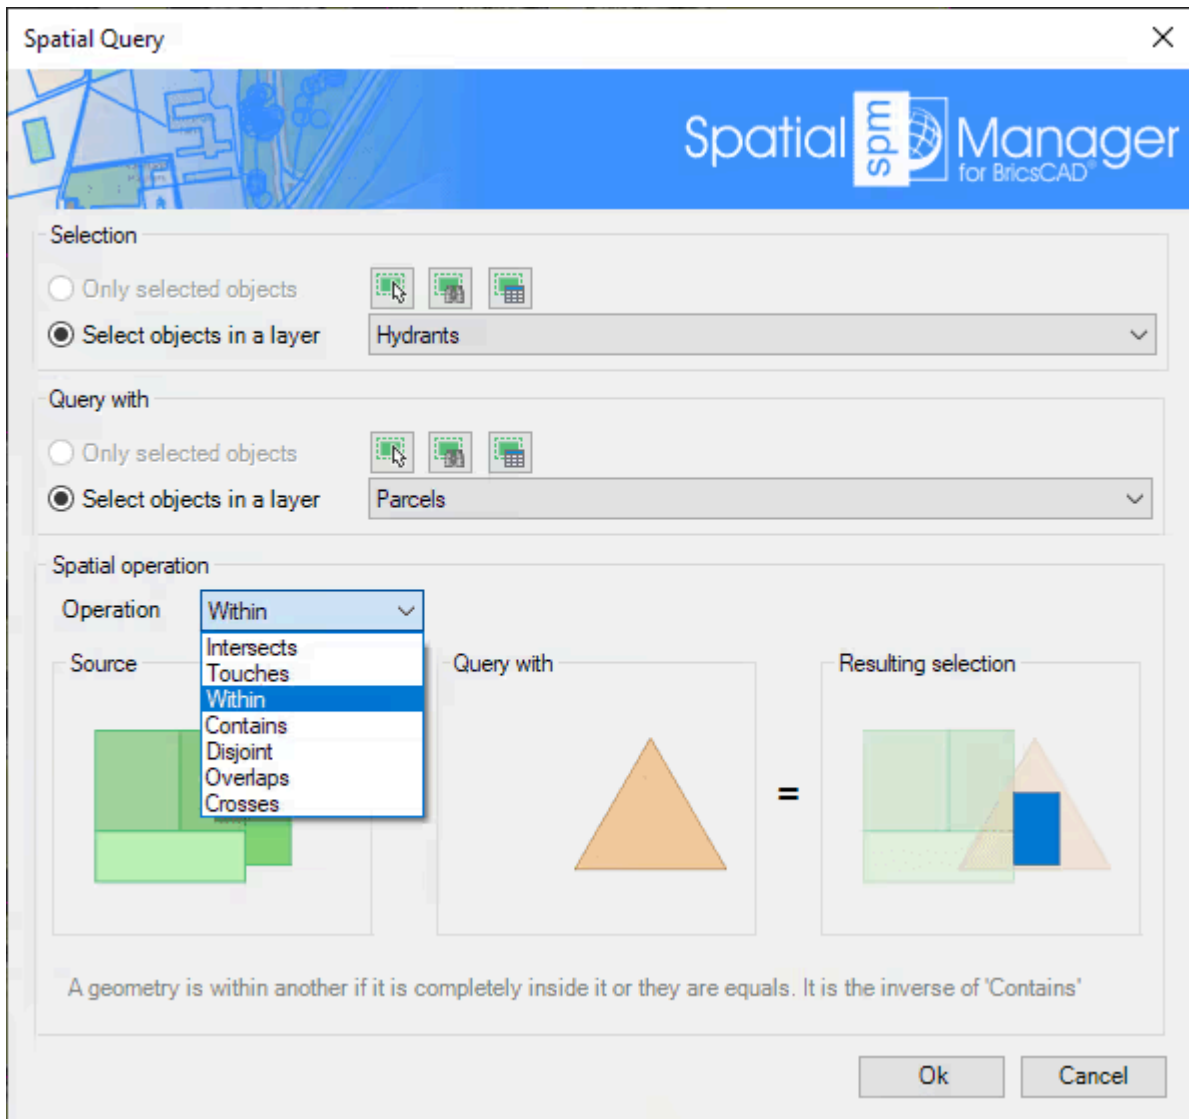 Spatial Query
Spatial spm Manager
for BricsCAD®
Selection
Only selected objects
Select objects in a layer Hydrants
Query with
Only selected objects
Select objects in a layer Parcels
Spatial operation
Operation Within
Intersects
Touches
Within
Contains
Disjoint
Overlaps
Crosses
Source Query with Resulting selection
=
A geometry is within another if it is completely inside it or they are equals. It is the inverse of 'Contains'
Ok Cancel